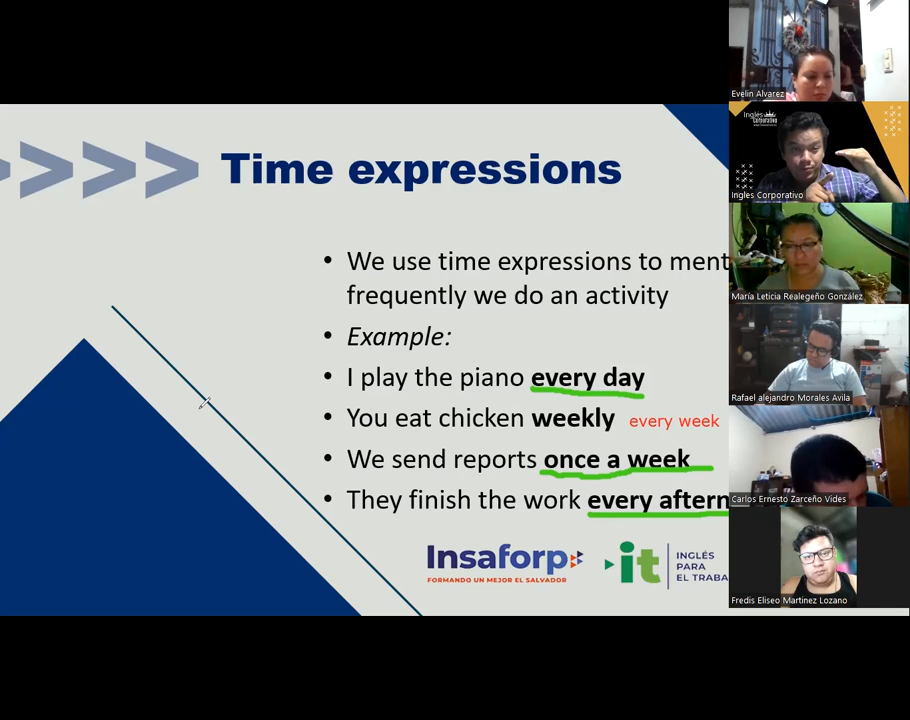 Time expressions
• We use time expressions to ment
frequently we do an activity
• Example:
• I play the piano every day
• You eat chicken weekly every week
• We send reports once a week
• They finish the work every aftern
Insaforp
FORMANDO UN MEJOR EL SALVADOR
it
INGLÉS
PARA
EL TRABA
Evelin Alvarez
Inglés
Corporativo
Ingles Corporativo
María Leticia Realegeño González
Rafael alejandro Morales Avila
Carlos Ernesto Zarceño Vides
Fredis Eliseo Martinez Lozano